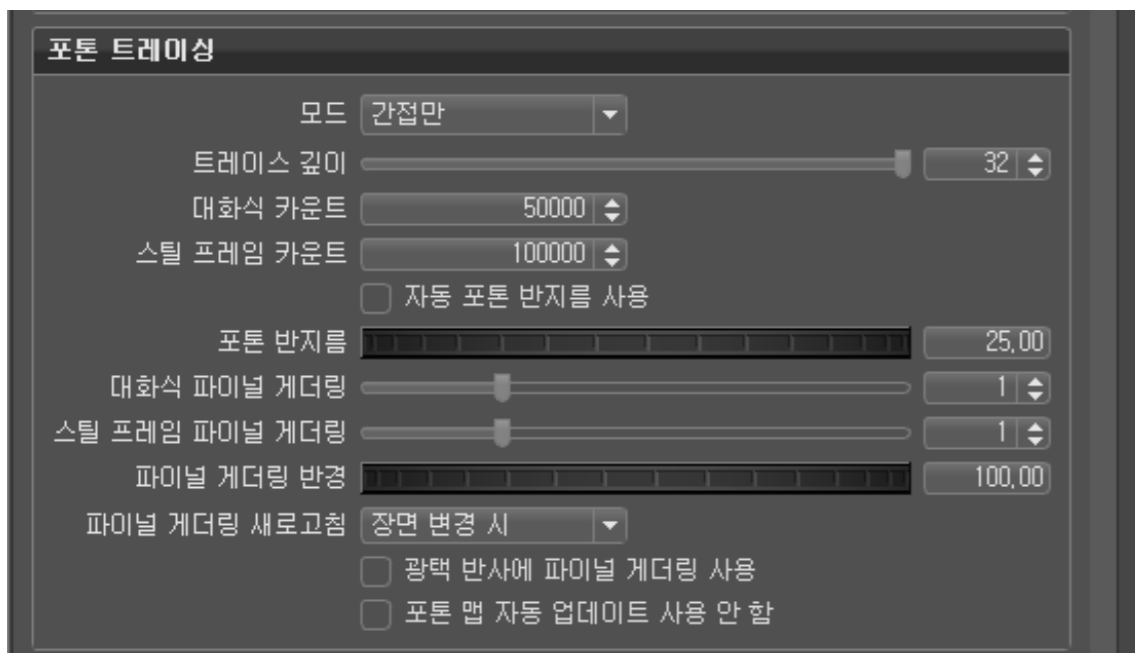 포톤 트레이싱
모드 간접만
트레이스 깊이 32
대화식 카운트 50000
스틸 프레임 카운트 100000
자동 포톤 반지름 사용
포톤 반지름 25,00
대화식 파이널 게더링 1
스틸 프레임 파이널 게더링 1
파이널 게더링 반경 100,00
파이널 게더링 새로고침 장면 변경 시
광택 반사에 파이널 게더링 사용
포톤 맵 자동 업데이트 사용 안 함